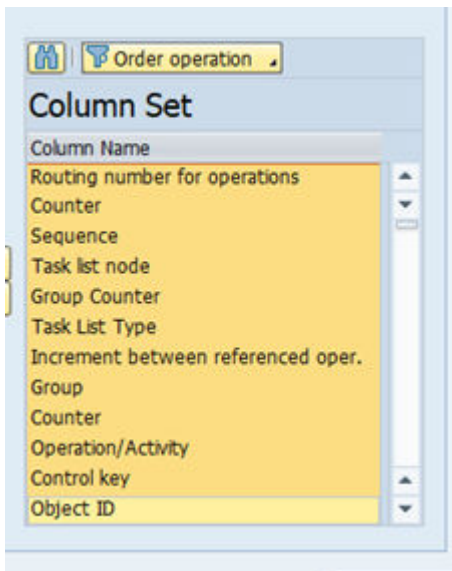 Order operation
Column Set
Column Name
Routing number for operations
Counter
Sequence
Task list node
Group Counter
Task List Type
Increment between referenced oper.
Group
Counter
Operation/Activity
Control key
Object ID